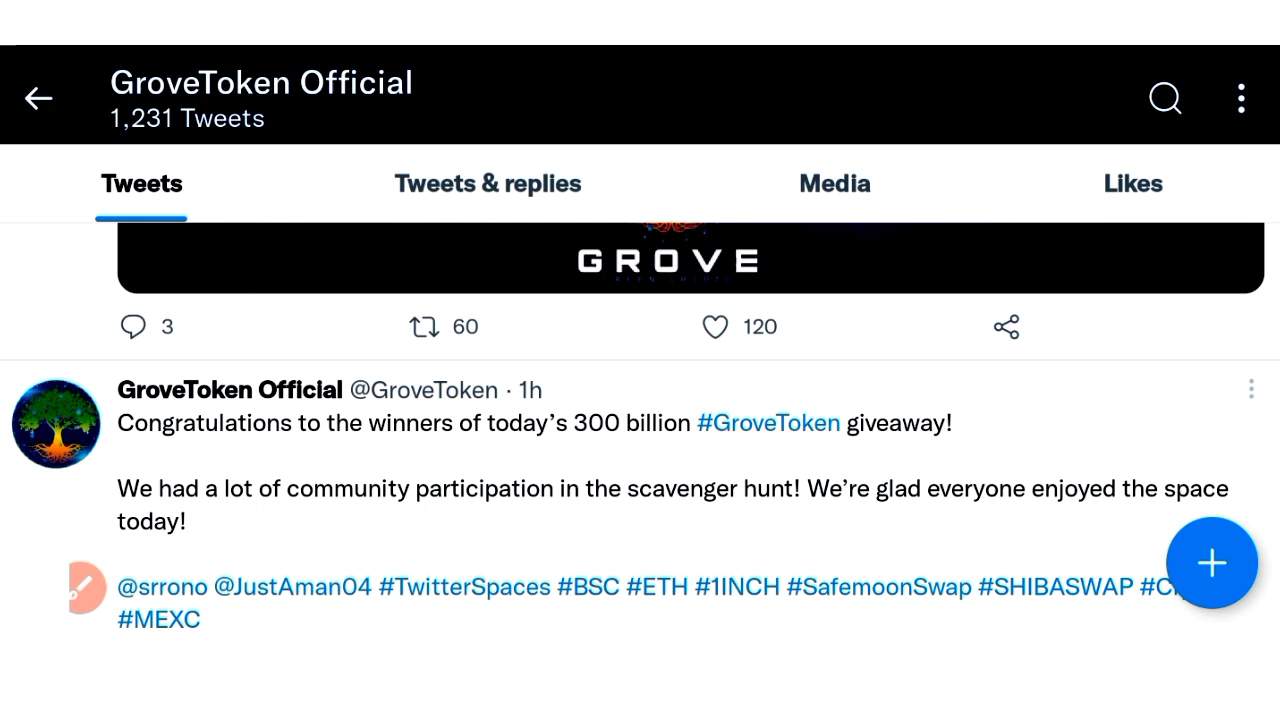 GroveToken Official
1,231 Tweets
Tweets Tweets & replies Media Likes
GROVE
3 60 120
GroveToken Official @GroveToken · 1h
Congratulations to the winners of today’s 300 billion #GroveToken giveaway!
We had a lot of community participation in the scavenger hunt! We’re glad everyone enjoyed the space
today!
@srrono @JustAman04 #TwitterSpaces #BSC #ETH #1INCH #SafemoonSwap #SHIBASWAP
#MEXC